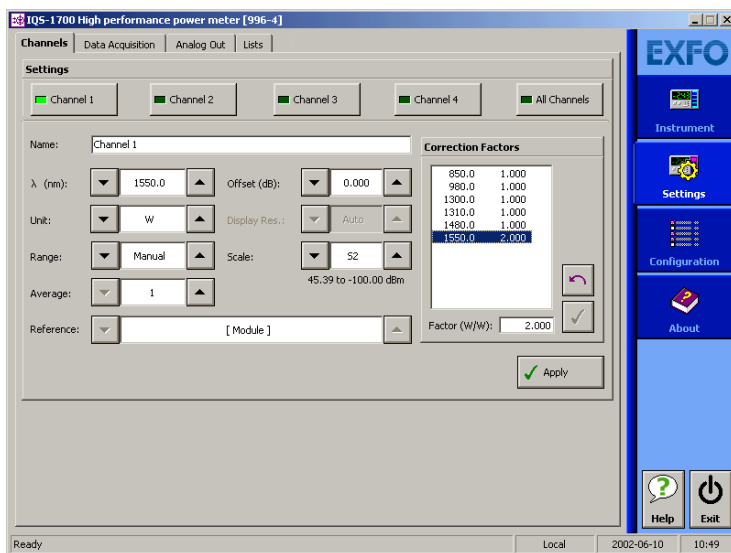 IQS-1700 High performance power meter [996-4]
Channels Data Acquisition Analog Out Lists
Settings
Channel 1 Channel 2 Channel 3 Channel 4 All Channels
Name: Channel 1
λ (nm): 1550.0 Offset (dB): 0.000
Unit: W Display Res.: Auto
Range: Manual Scale: S2
45.39 to -100.00 dBm
Average: 1
Reference: [ Module ]
Correction Factors
850.0 1.000
980.0 1.000
1300.0 1.000
1310.0 1.000
1480.0 1.000
1550.0 2.000
Factor (W/W): 2.000
Apply
EXFO
Instrument
Settings
Configuration
About
Help Exit
Ready Local 2002-06-10 10:49